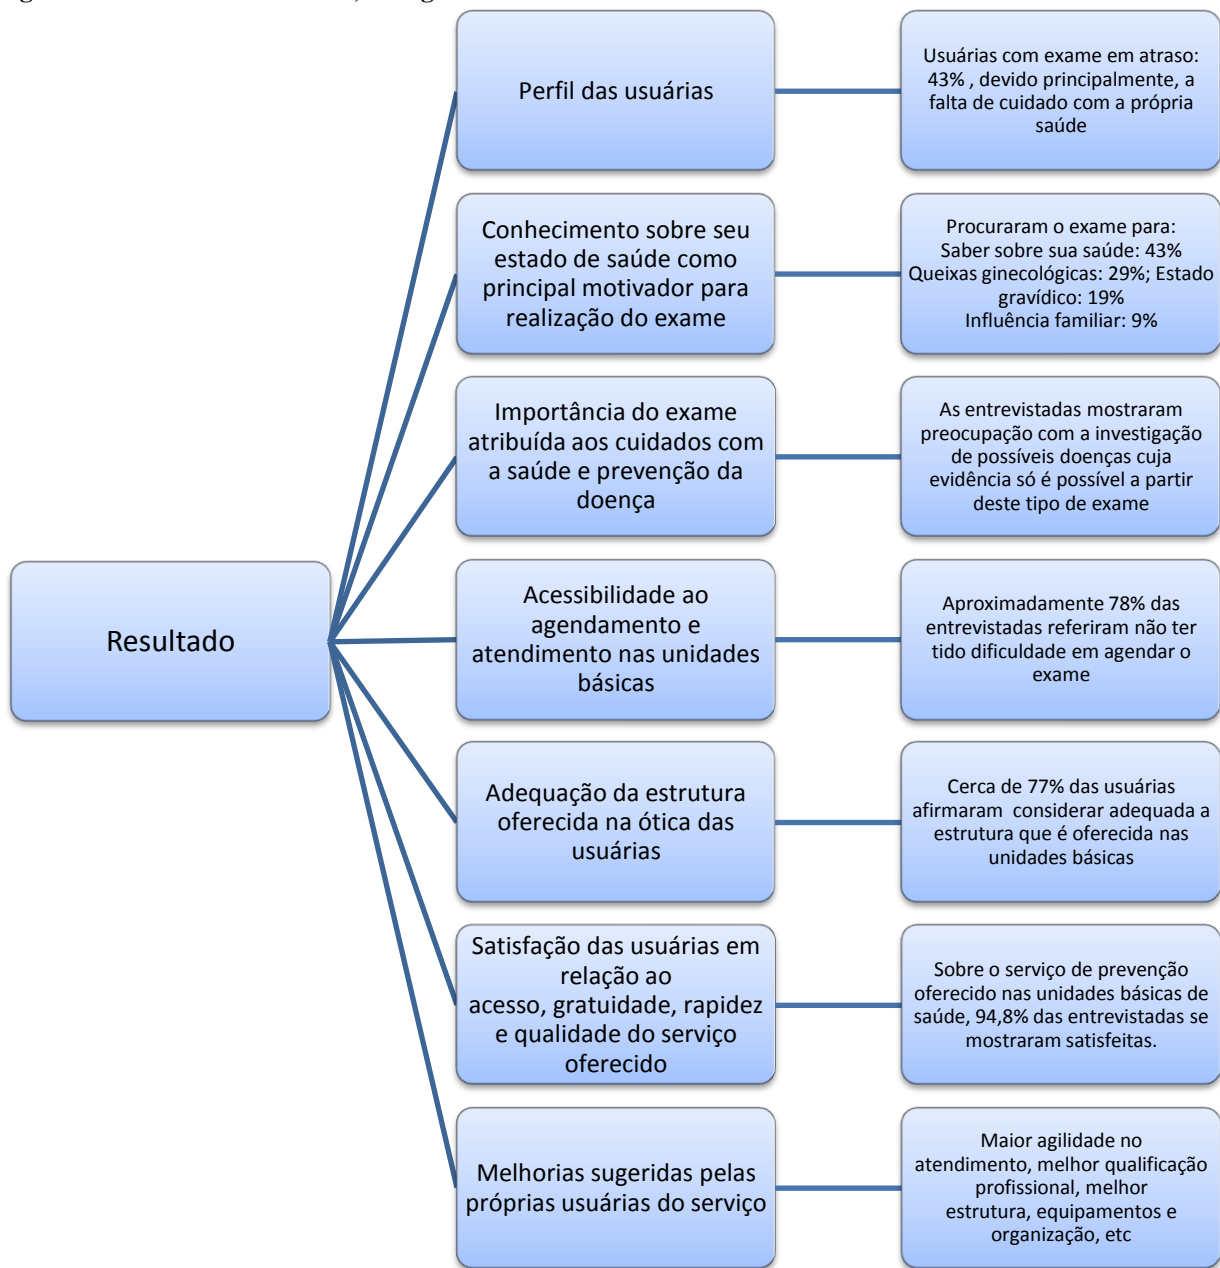 Perfil das usuárias
Usuárias com exame em atraso:
43% , devido principalmente, a
falta de cuidado com a própria
saúde
Conhecimento sobre seu
estado de saúde como
principal motivador para
realização do exame
Procuraram o exame para:
Saber sobre sua saúde: 43%
Queixas ginecológicas: 29%; Estado
gravídico: 19%
Influência familiar: 9%
Importância do exame
atribuída aos cuidados com
a saúde e prevenção da
doença
As entrevistadas mostraram
preocupação com a investigação
de possíveis doenças cuja
evidência só é possível a partir
deste tipo de exame
Resultado
Acessibilidade ao
agendamento e
atendimento nas unidades
básicas
Aproximadamente 78% das
entrevistadas referiram não ter
tido dificuldade em agendar o
exame
Adequação da estrutura
oferecida na ótica das
usuárias
Cerca de 77% das usuárias
afirmaram considerar adequada a
estrutura que é oferecida nas
unidades básicas
Satisfação das usuárias em
relação ao
acesso, gratuidade, rapidez
e qualidade do serviço
oferecido
Sobre o serviço de prevenção
oferecido nas unidades básicas de
saúde, 94,8% das entrevistadas se
mostraram satisfeitas.
Melhorias sugeridas pelas
próprias usuárias do serviço
Maior agilidade no
atendimento, melhor qualificação
profissional, melhor
estrutura, equipamentos e
organização, etc